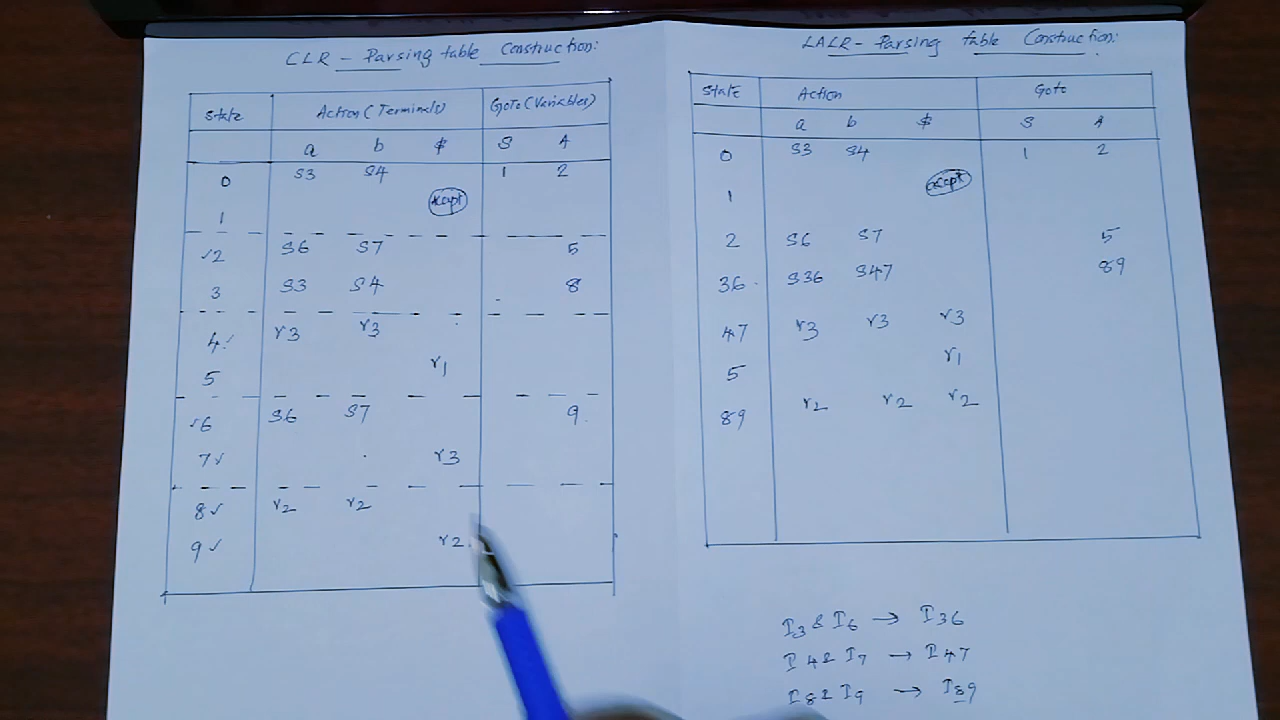 CLR - Parsing table Construction:
State Action (Terminals) GoTo (Variables)
a b $ S A
0 S3 S4 1 2
1 Accept
2 S6 S7 5
3 S3 S4 8
4 r3 r3
5 r1
6 S6 S7 9
7 r3
8 r2 r2
9 r2
LALR - Parsing table Construction:
State Action Goto
a b $ S A
0 S3 S4 1 2
1 accept
2 S6 S7 5
36 S36 S47 89
47 r3 r3 r3
5 r1
89 r2 r2 r2
I3 & I6 → I36
I4 & I7 → I47
I8 & I9 → I89